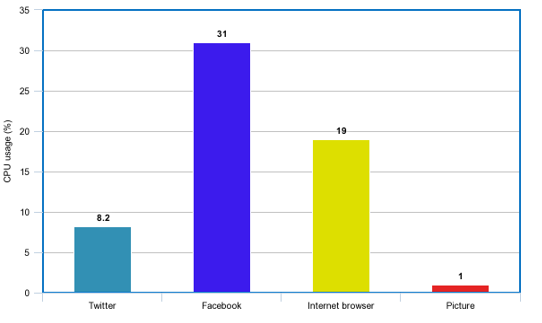 35
30
25
20
15
10
5
0
CPU usage (%)
8.2
31
19
1
Twitter
Facebook
Internet browser
Picture